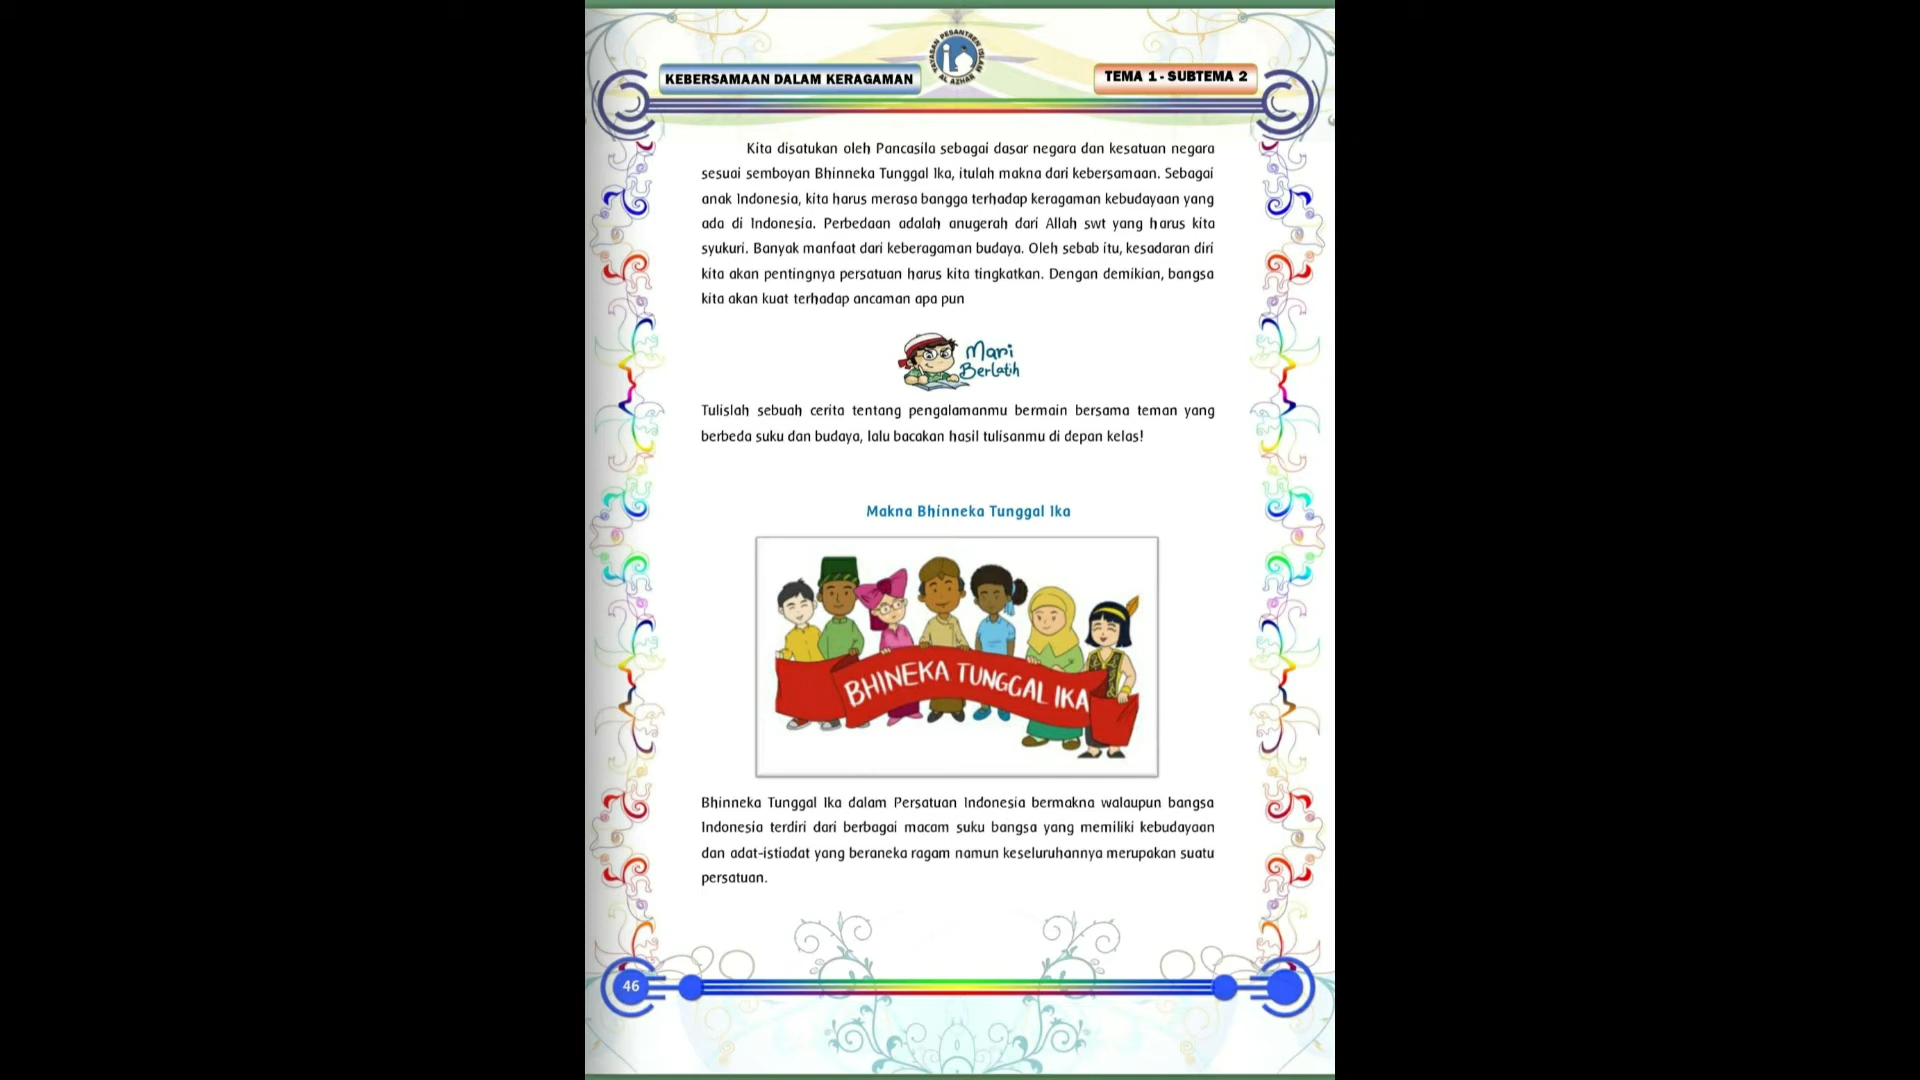 YAYASAN PESANTREN ISLAM
AL AZHAR
KEBERSAMAAN DALAM KERAGAMAN
TEMA 1 - SUBTEMA 2
Kita disatukan oleh Pancasila sebagai dasar negara dan kesatuan negara
sesuai semboyan Bhinneka Tunggal Ika, itulah makna dari kebersamaan. Sebagai
anak Indonesia, kita harus merasa bangga terhadap keragaman kebudayaan yang
ada di Indonesia. Perbedaan adalah anugerah dari Allah swt yang harus kita
syukuri. Banyak manfaat dari keberagaman budaya. Oleh sebab itu, kesadaran diri
kita akan pentingnya persatuan harus kita tingkatkan. Dengan demikian, bangsa
kita akan kuat terhadap ancaman apa pun
Mari
Berlatih
Tulislah sebuah cerita tentang pengalamanmu bermain bersama teman yang
berbeda suku dan budaya, lalu bacakan hasil tulisanmu di depan kelas!
Makna Bhinneka Tunggal Ika
BHINEKA TUNGGAL IKA
Bhinneka Tunggal Ika dalam Persatuan Indonesia bermakna walaupun bangsa
Indonesia terdiri dari berbagai macam suku bangsa yang memiliki kebudayaan
dan adat-istiadat yang beraneka ragam namun keseluruhannya merupakan suatu
persatuan.
46